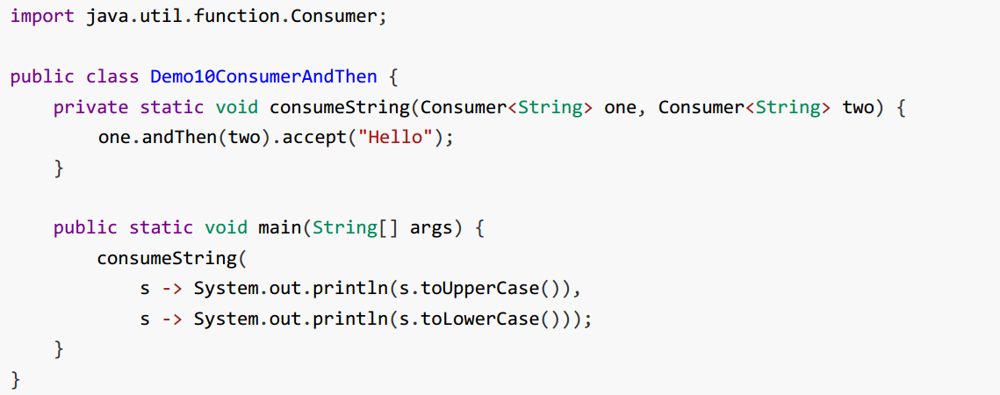 import java.util.function.Consumer;
public class Demo10ConsumerAndThen {
    private static void consumeString(Consumer<String> one, Consumer<String> two) {
        one.andThen(two).accept("Hello");
    }
    public static void main(String[] args) {
        consumeString(
            s -> System.out.println(s.toUpperCase()),
            s -> System.out.println(s.toLowerCase()));
    }
}